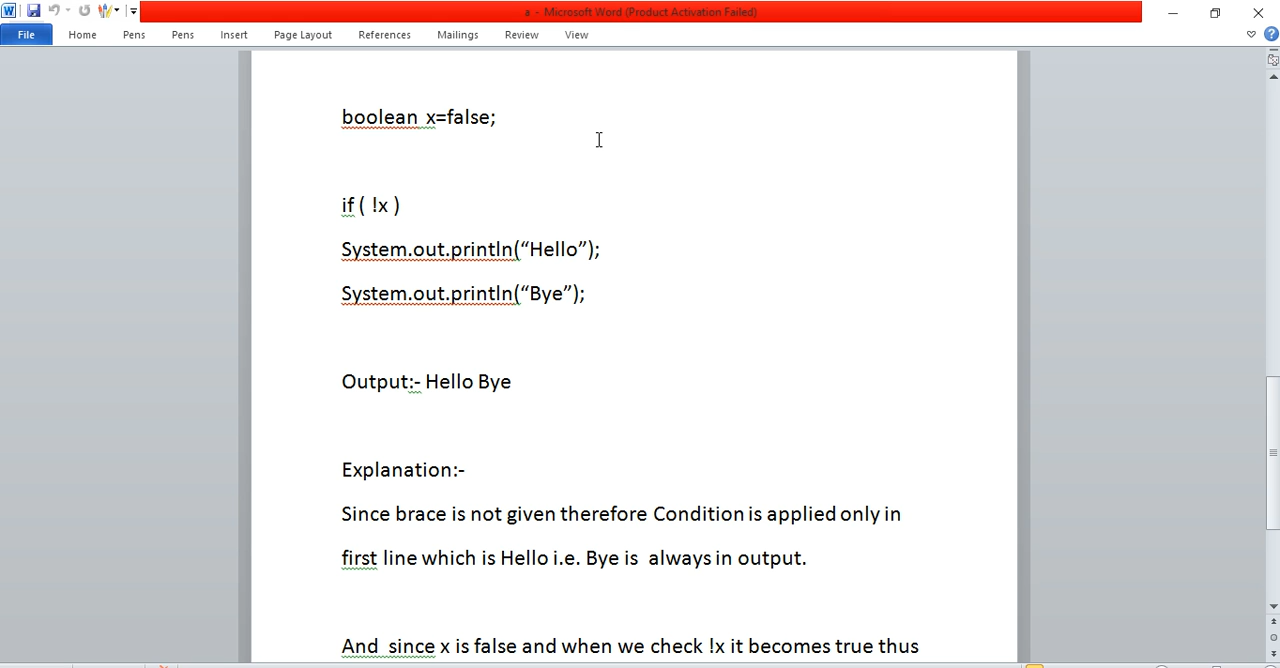 a - Microsoft Word (Product Activation Failed)
File Home Pens Pens Insert Page Layout References Mailings Review View
boolean x=false;
if ( !x )
System.out.println(“Hello”);
System.out.println(“Bye”);
Output:- Hello Bye
Explanation:-
Since brace is not given therefore Condition is applied only in
first line which is Hello i.e. Bye is  always in output.
And  since x is false and when we check !x it becomes true thus